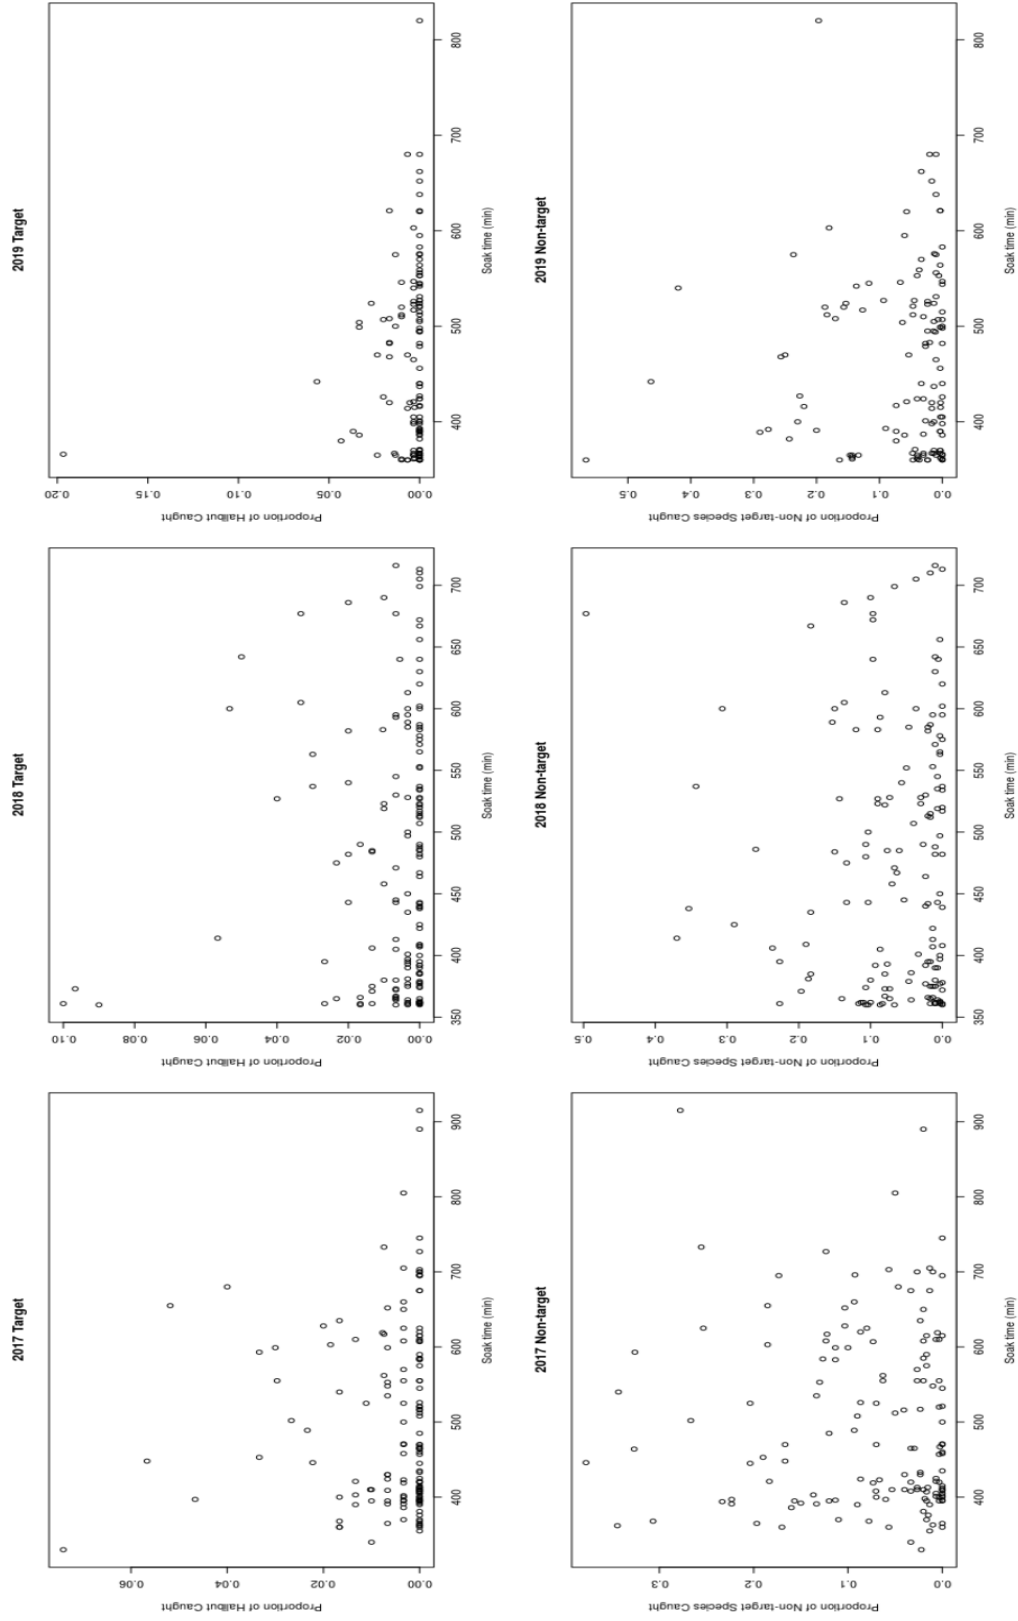 2017 Target
Proportion of Halibut Caught
0.06
0.04
0.02
0.00
400 500 600 700 800 900
Soak time (min)
2018 Target
Proportion of Halibut Caught
0.10
0.08
0.06
0.04
0.02
0.00
350 400 450 500 550 600 650 700
Soak time (min)
2019 Target
Proportion of Halibut Caught
0.20
0.15
0.10
0.05
0.00
400 500 600 700 800
Soak time (min)
2017 Non-target
Proportion of Non-target Species Caught
0.3
0.2
0.1
0.0
400 500 600 700 800 900
Soak time (min)
2018 Non-target
Proportion of Non-target Species Caught
0.5
0.4
0.3
0.2
0.1
0.0
350 400 450 500 550 600 650 700
Soak time (min)
2019 Non-target
Proportion of Non-target Species Caught
0.5
0.4
0.3
0.2
0.1
0.0
400 500 600 700 800
Soak time (min)